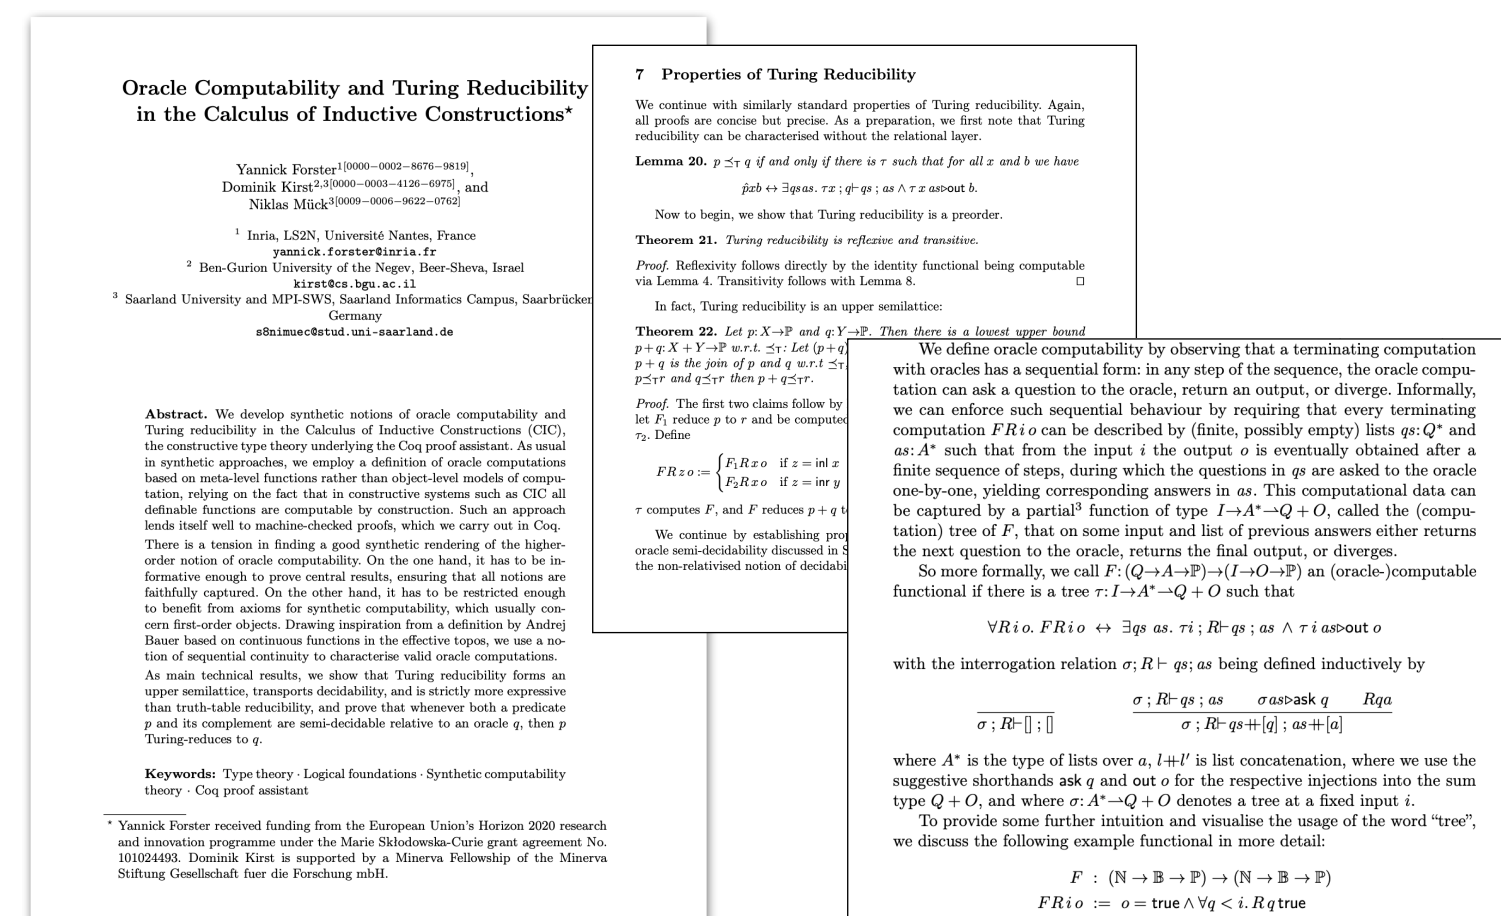 Oracle Computability and Turing Reducibility
in the Calculus of Inductive Constructions⋆
Yannick Forster1[0000−0002−8676−9819],
Dominik Kirst2,3[0000−0003−4126−6975], and
Niklas Mück3[0009−0006−9622−0762]
1 Inria, LS2N, Université Nantes, France
yannick.forster@inria.fr
2 Ben-Gurion University of the Negev, Beer-Sheva, Israel
kirst@cs.bgu.ac.il
3 Saarland University and MPI-SWS, Saarland Informatics Campus, Saarbrücken
Germany
s8nimuec@stud.uni-saarland.de
Abstract. We develop synthetic notions of oracle computability and
Turing reducibility in the Calculus of Inductive Constructions (CIC),
the constructive type theory underlying the Coq proof assistant. As usual
in synthetic approaches, we employ a definition of oracle computations
based on meta-level functions rather than object-level models of compu-
tation, relying on the fact that in constructive systems such as CIC all
definable functions are computable by construction. Such an approach
lends itself well to machine-checked proofs, which we carry out in Coq.
There is a tension in finding a good synthetic rendering of the higher-
order notion of oracle computability. On the one hand, it has to be in-
formative enough to prove central results, ensuring that all notions are
faithfully captured. On the other hand, it has to be restricted enough
to benefit from axioms for synthetic computability, which usually con-
cern first-order objects. Drawing inspiration from a definition by Andrej
Bauer based on continuous functions in the effective topos, we use a no-
tion of sequential continuity to characterise valid oracle computations.
As main technical results, we show that Turing reducibility forms an
upper semilattice, transports decidability, and is strictly more expressive
than truth-table reducibility, and prove that whenever both a predicate
p and its complement are semi-decidable relative to an oracle q, then p
Turing-reduces to q.
Keywords: Type theory · Logical foundations · Synthetic computability
theory · Coq proof assistant
⋆ Yannick Forster received funding from the European Union's Horizon 2020 research
and innovation programme under the Marie Skłodowska-Curie grant agreement No.
101024493. Dominik Kirst is supported by a Minerva Fellowship of the Minerva
Stiftung Gesellschaft fuer die Forschung mbH.
7 Properties of Turing Reducibility
We continue with similarly standard properties of Turing reducibility. Again,
all proofs are concise but precise. As a preparation, we first note that Turing
reducibility can be characterised without the relational layer.
Lemma 20. p ⪯T q if and only if there is τ such that for all x and b we have
p̂xb ↔ ∃qs as. τx ; q̂⊢qs ; as ∧ τ x as▷out b.
Now to begin, we show that Turing reducibility is a preorder.
Theorem 21. Turing reducibility is reflexive and transitive.
Proof. Reflexivity follows directly by the identity functional being computable
via Lemma 4. Transitivity follows with Lemma 8. □
In fact, Turing reducibility is an upper semilattice:
Theorem 22. Let p: X→ℙ and q: Y→ℙ. Then there is a lowest upper bound
p+q: X + Y→ℙ w.r.t. ⪯T: Let (p+q)
p + q is the join of p and q w.r.t ⪯T,
p⪯Tr and q⪯Tr then p + q⪯Tr.
Proof. The first two claims follow by
let F1 reduce p to r and be computed
τ2. Define
F R z o := { F1R x o if z = inl x
F2R x o if z = inr y
τ computes F, and F reduces p + q t
We continue by establishing prop
oracle semi-decidability discussed in S
the non-relativised notion of decidabi
We define oracle computability by observing that a terminating computation
with oracles has a sequential form: in any step of the sequence, the oracle compu-
tation can ask a question to the oracle, return an output, or diverge. Informally,
we can enforce such sequential behaviour by requiring that every terminating
computation F R i o can be described by (finite, possibly empty) lists qs: Q* and
as: A* such that from the input i the output o is eventually obtained after a
finite sequence of steps, during which the questions in qs are asked to the oracle
one-by-one, yielding corresponding answers in as. This computational data can
be captured by a partial3 function of type I→A*⇀Q + O, called the (compu-
tation) tree of F, that on some input and list of previous answers either returns
the next question to the oracle, returns the final output, or diverges.
So more formally, we call F: (Q→A→ℙ)→(I→O→ℙ) an (oracle-)computable
functional if there is a tree τ: I→A*⇀Q + O such that
∀R i o. F R i o ↔ ∃qs as. τi ; R⊢qs ; as ∧ τ i as▷out o
with the interrogation relation σ; R ⊢ qs; as being defined inductively by
σ ; R⊢qs ; as σ as▷ask q Rqa
σ ; R⊢[] ; [] σ ; R⊢qs++[q] ; as++[a]
where A* is the type of lists over a, l++l′ is list concatenation, where we use the
suggestive shorthands ask q and out o for the respective injections into the sum
type Q + O, and where σ: A*⇀Q + O denotes a tree at a fixed input i.
To provide some further intuition and visualise the usage of the word “tree”,
we discuss the following example functional in more detail:
F : (ℕ → 𝔹 → ℙ) → (ℕ → 𝔹 → ℙ)
F R i o := o = true ∧ ∀q < i. R q true